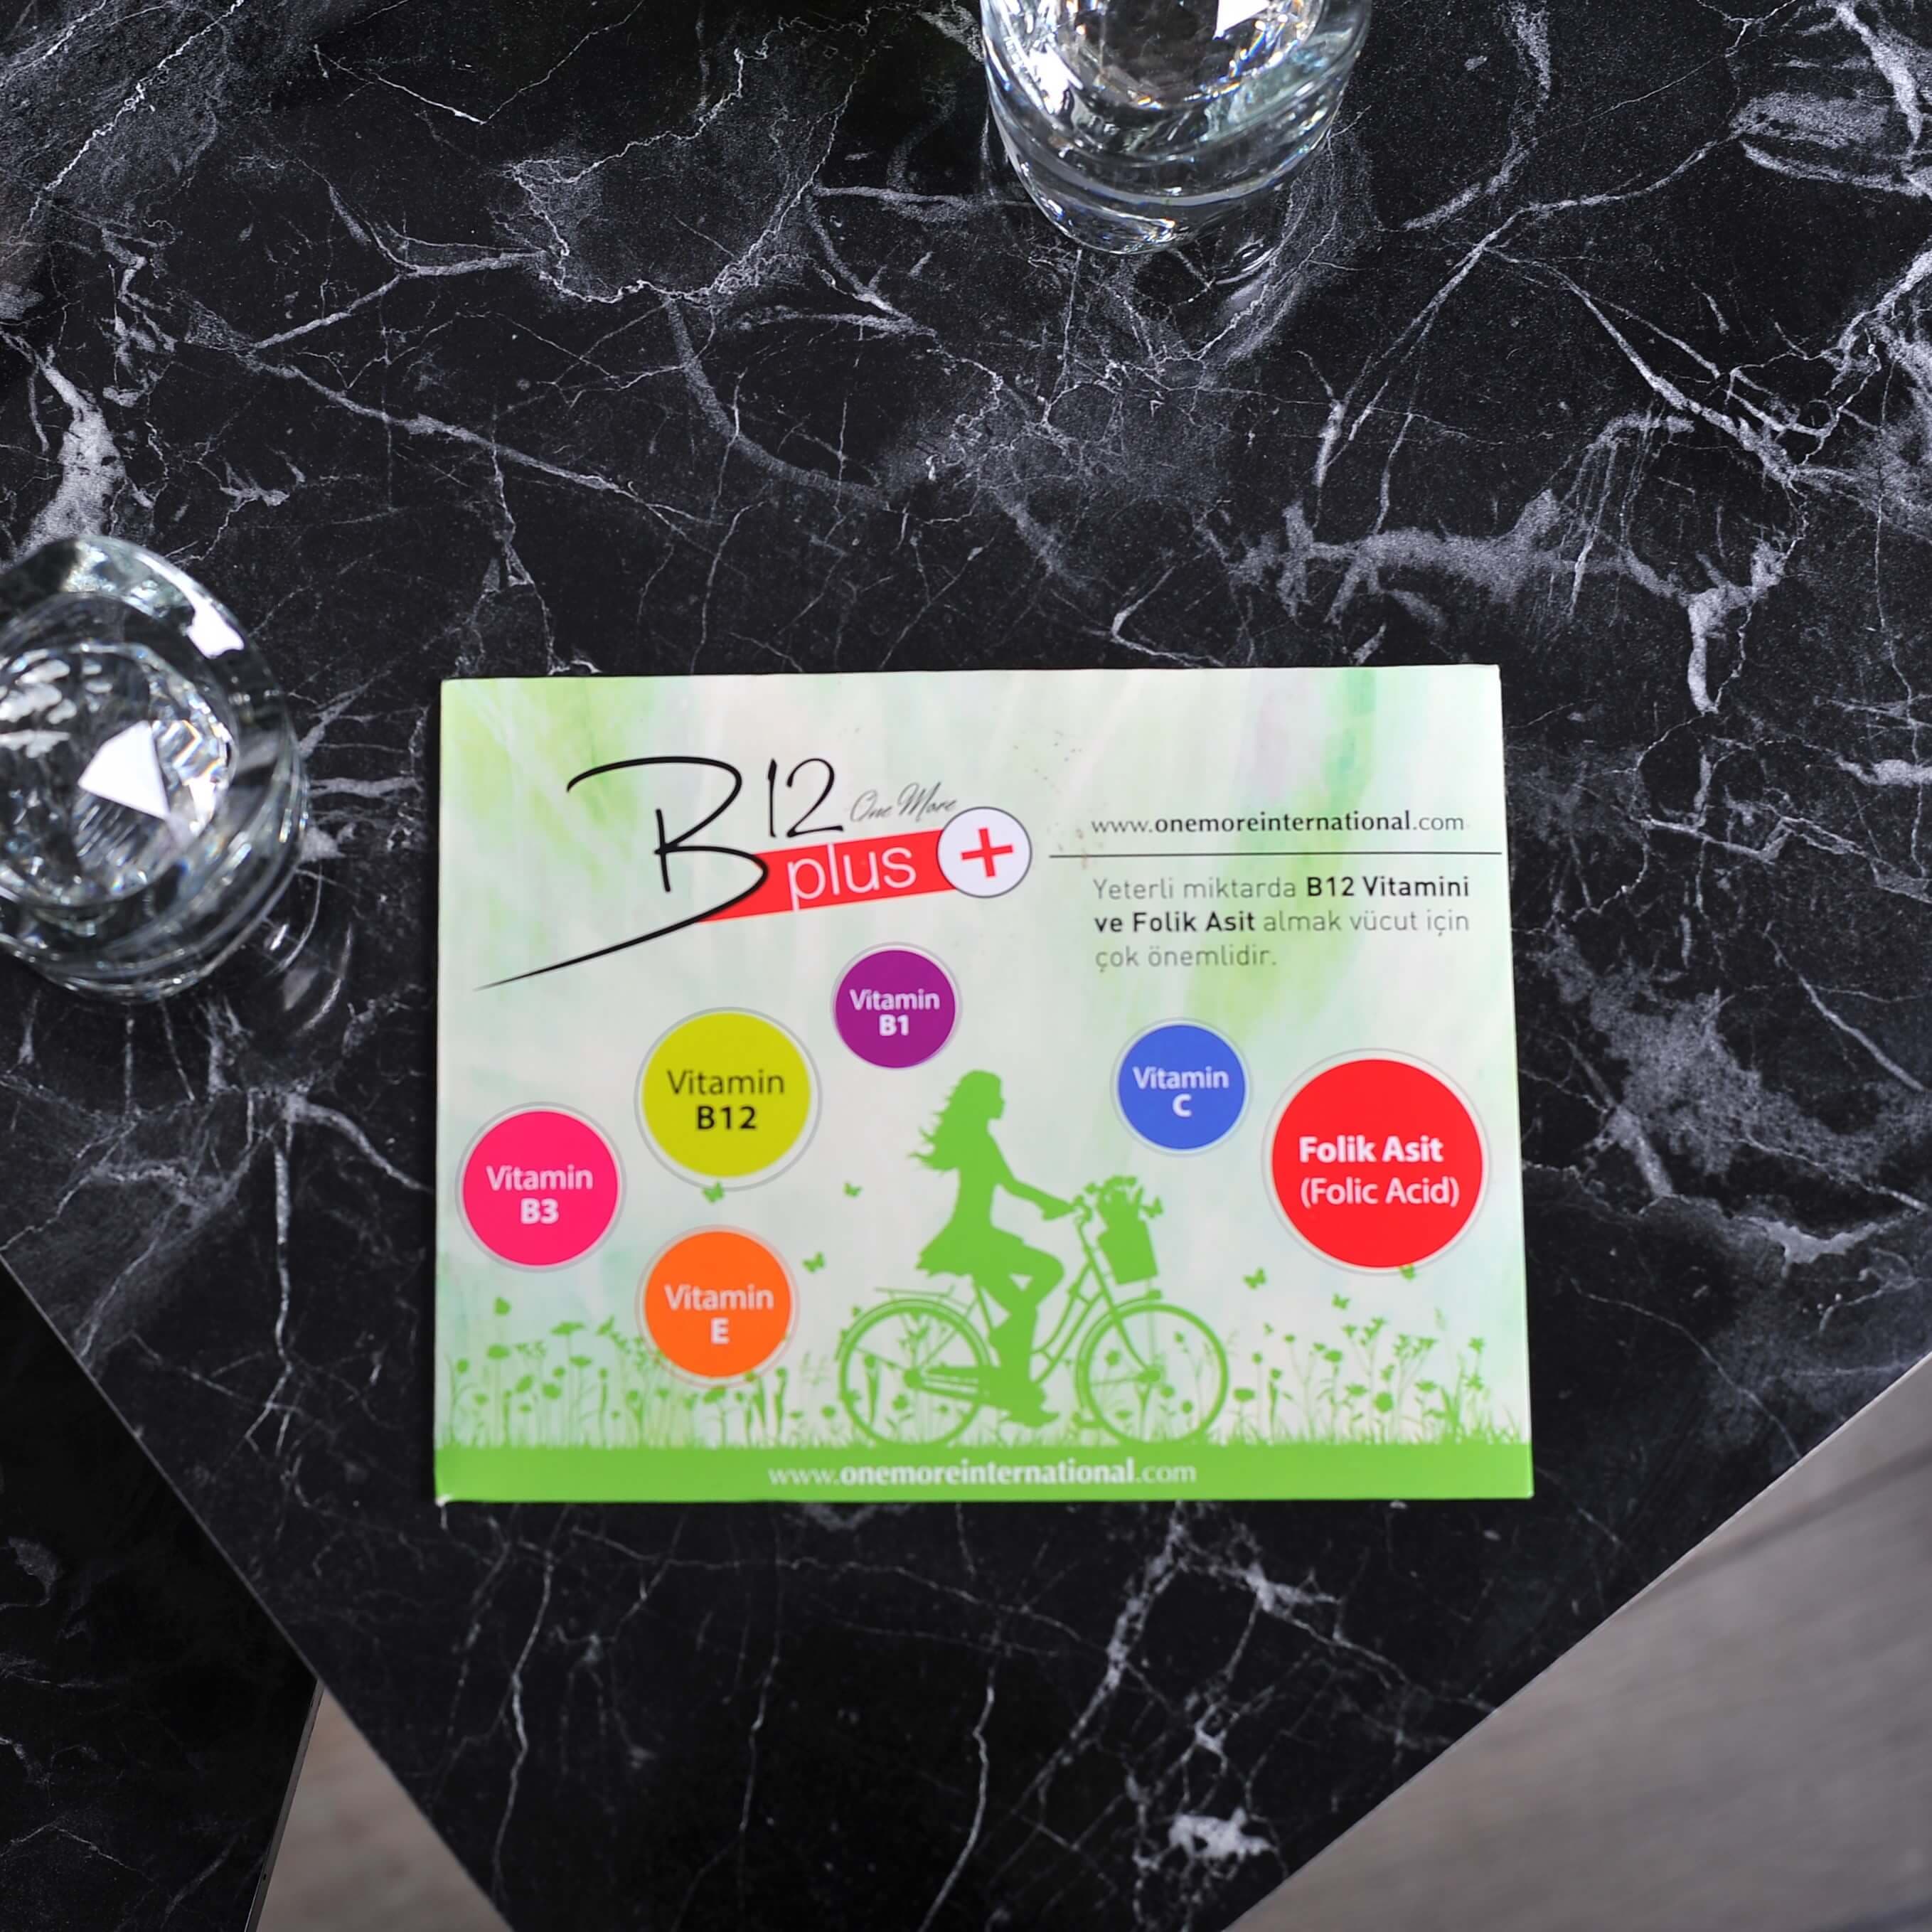 B12 One More
plus +
www.onemoreinternational.com
Yeterli miktarda B12 Vitamini
ve Folik Asit almak vücut için
çok önemlidir.
Vitamin
B1
Vitamin
B12
Vitamin
C
Vitamin
B3
Folik Asit
(Folic Acid)
Vitamin
E
www.onemoreinternational.com